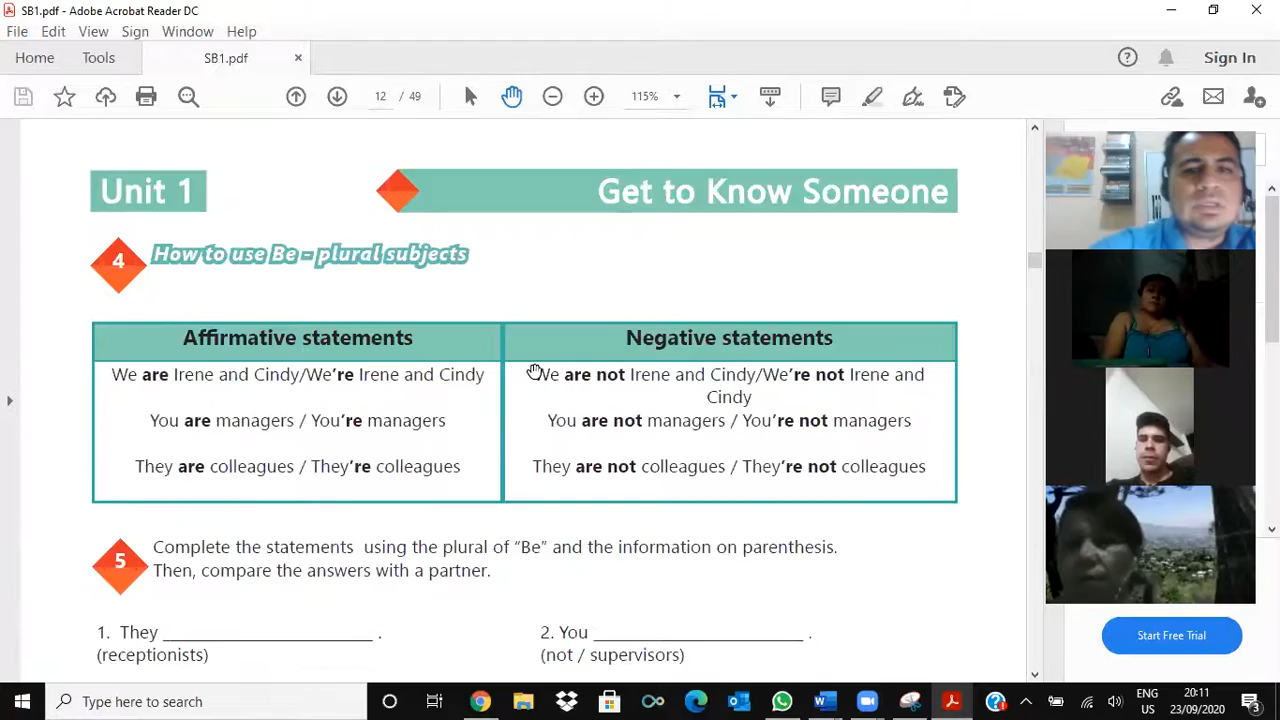 SB1.pdf - Adobe Acrobat Reader DC
File Edit View Sign Window Help
Home Tools SB1.pdf × Sign In
12 / 49 115%
Unit 1 Get to Know Someone
4 How to use Be - plural subjects
Affirmative statements Negative statements
We are Irene and Cindy/We're Irene and Cindy We are not Irene and Cindy/We're not Irene and
Cindy
You are managers / You're managers You are not managers / You're not managers
They are colleagues / They're colleagues They are not colleagues / They're not colleagues
5 Complete the statements using the plural of “Be” and the information on parenthesis.
Then, compare the answers with a partner.
1. They ______________________ . 2. You ______________________ .
(receptionists) (not / supervisors)
Start Free Trial
Type here to search
ENG 20:11
US 23/09/2020 3